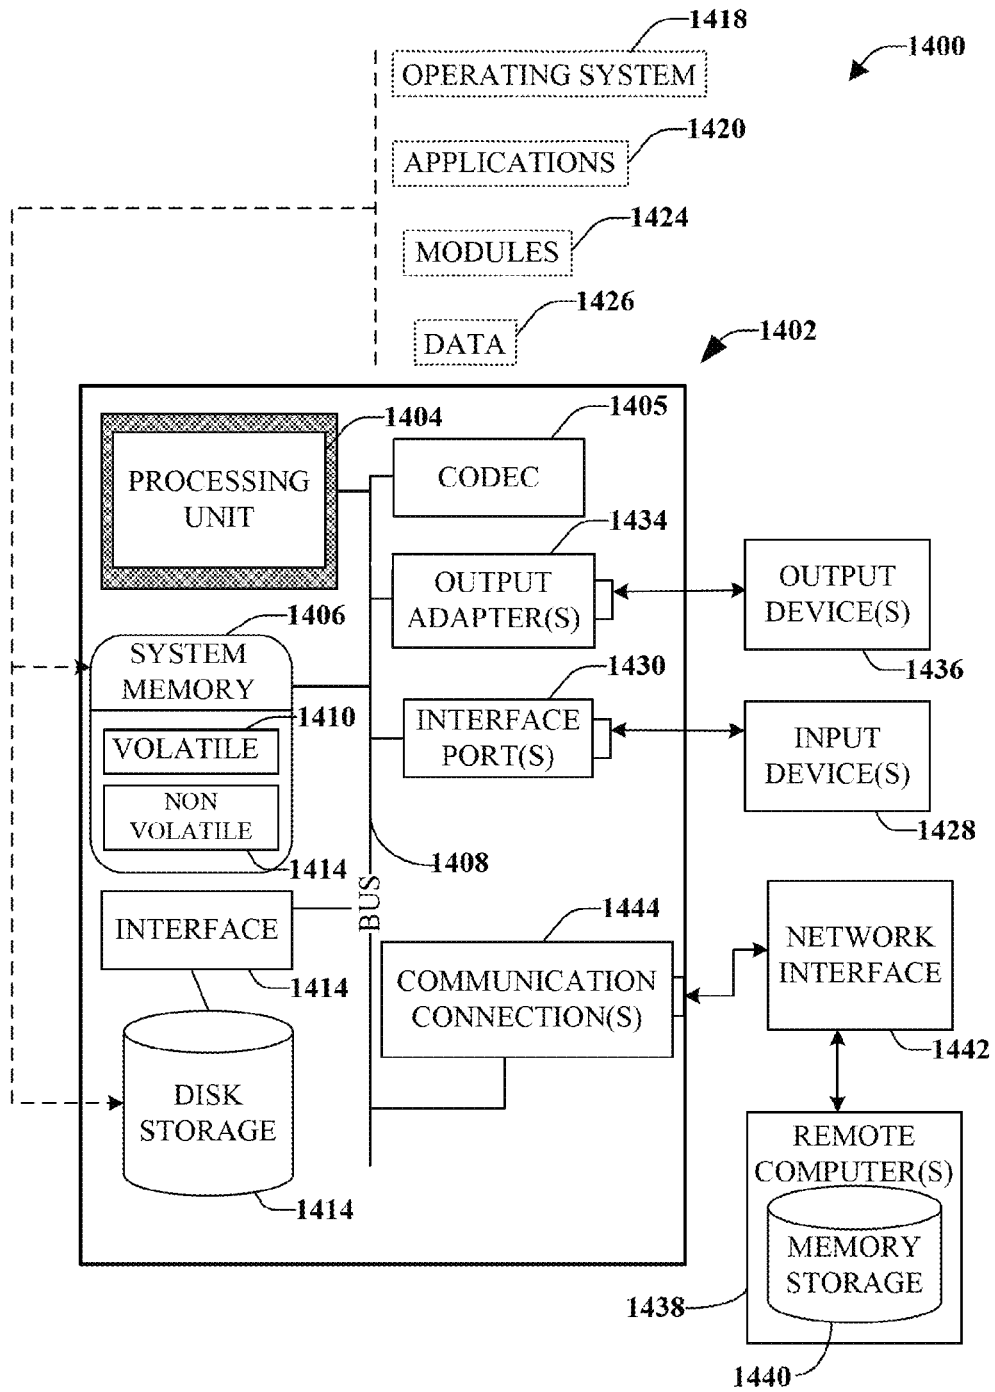 1418
1400
OPERATING SYSTEM
1420
APPLICATIONS
1424
MODULES
1426
DATA
1402
1404
PROCESSING
UNIT
1405
CODEC
1434
OUTPUT
ADAPTER(S)
OUTPUT
DEVICE(S)
1436
1406
SYSTEM
MEMORY
1410
VOLATILE
NON
VOLATILE
1414
1430
INTERFACE
PORT(S)
INPUT
DEVICE(S)
1428
1408
BUS
INTERFACE
1414
1444
COMMUNICATION
CONNECTION(S)
NETWORK
INTERFACE
1442
DISK
STORAGE
1414
REMOTE
COMPUTER(S)
MEMORY
STORAGE
1438
1440